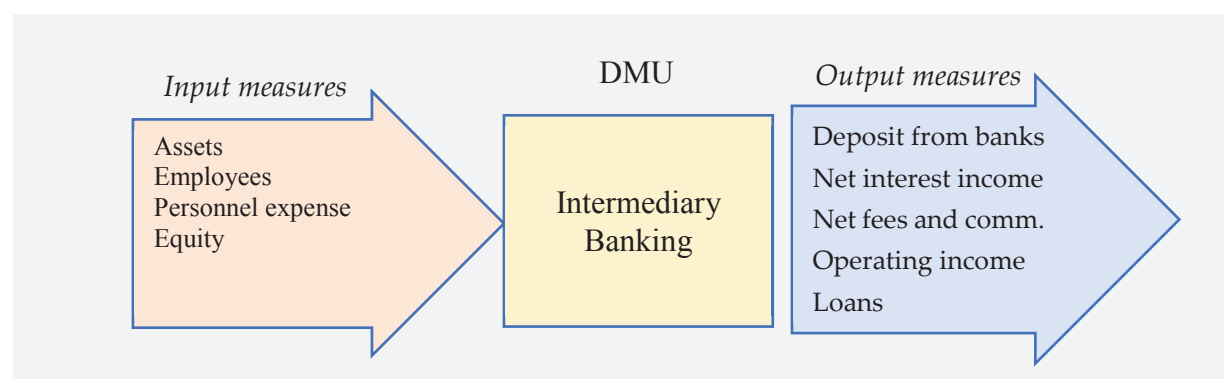 Input measures
Assets
Employees
Personnel expense
Equity
DMU
Intermediary
Banking
Output measures
Deposit from banks
Net interest income
Net fees and comm.
Operating income
Loans